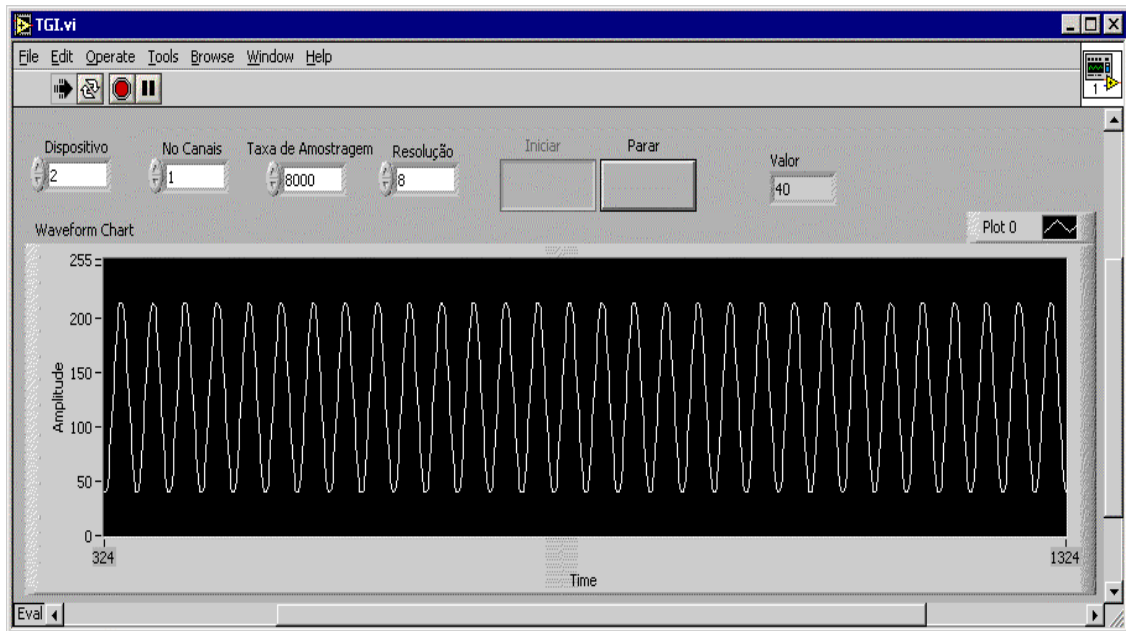 TGI.vi
File Edit Operate Tools Browse Window Help
1
Dispositivo
2
No Canais
1
Taxa de Amostragem
8000
Resolução
8
Iniciar
Parar
Valor
40
Waveform Chart
Plot 0
255
200
150
100
50
0
Amplitude
324
1324
Time
Eval